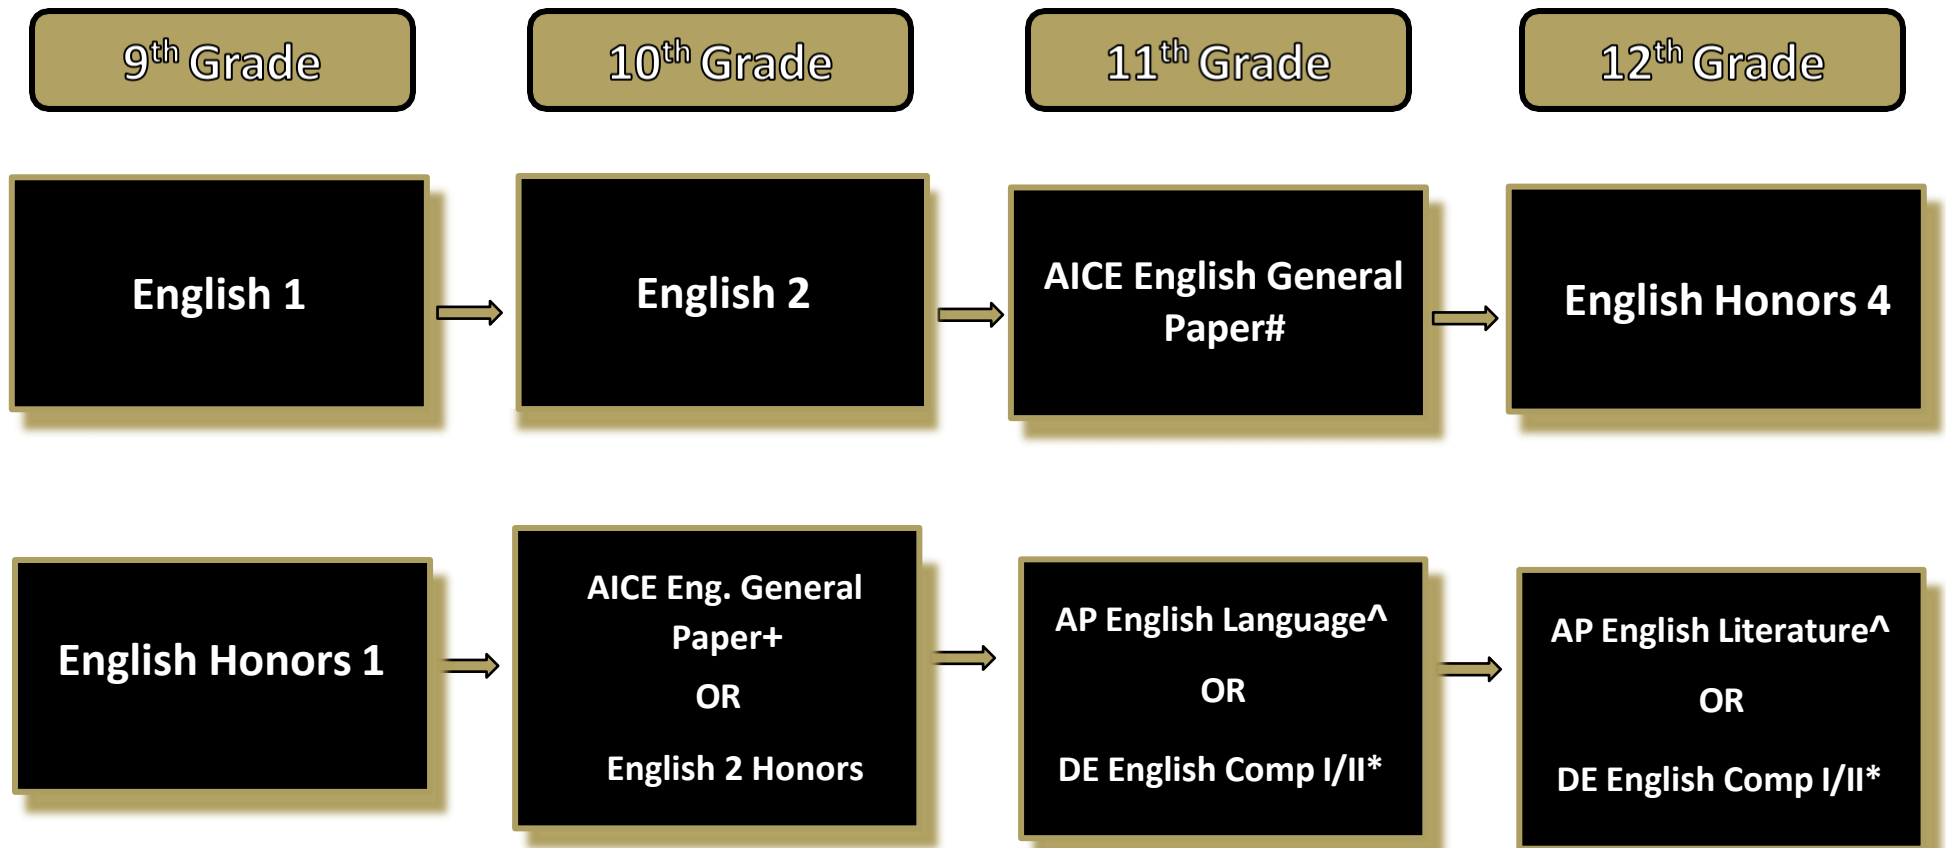 9th Grade
10th Grade
11th Grade
12th Grade
English 1
English 2
AICE English General
Paper#
English Honors 4
English Honors 1
AICE Eng. General
Paper+
OR
English 2 Honors
AP English Language^
OR
DE English Comp I/II*
AP English Literature^
OR
DE English Comp I/II*